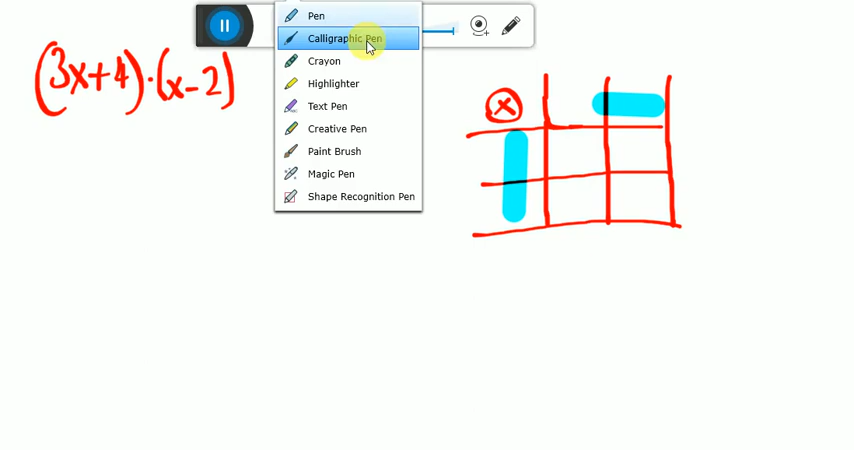 Pen
Calligraphic Pen
Crayon
Highlighter
Text Pen
Creative Pen
Paint Brush
Magic Pen
Shape Recognition Pen
(3x+4)·(x-2)
×